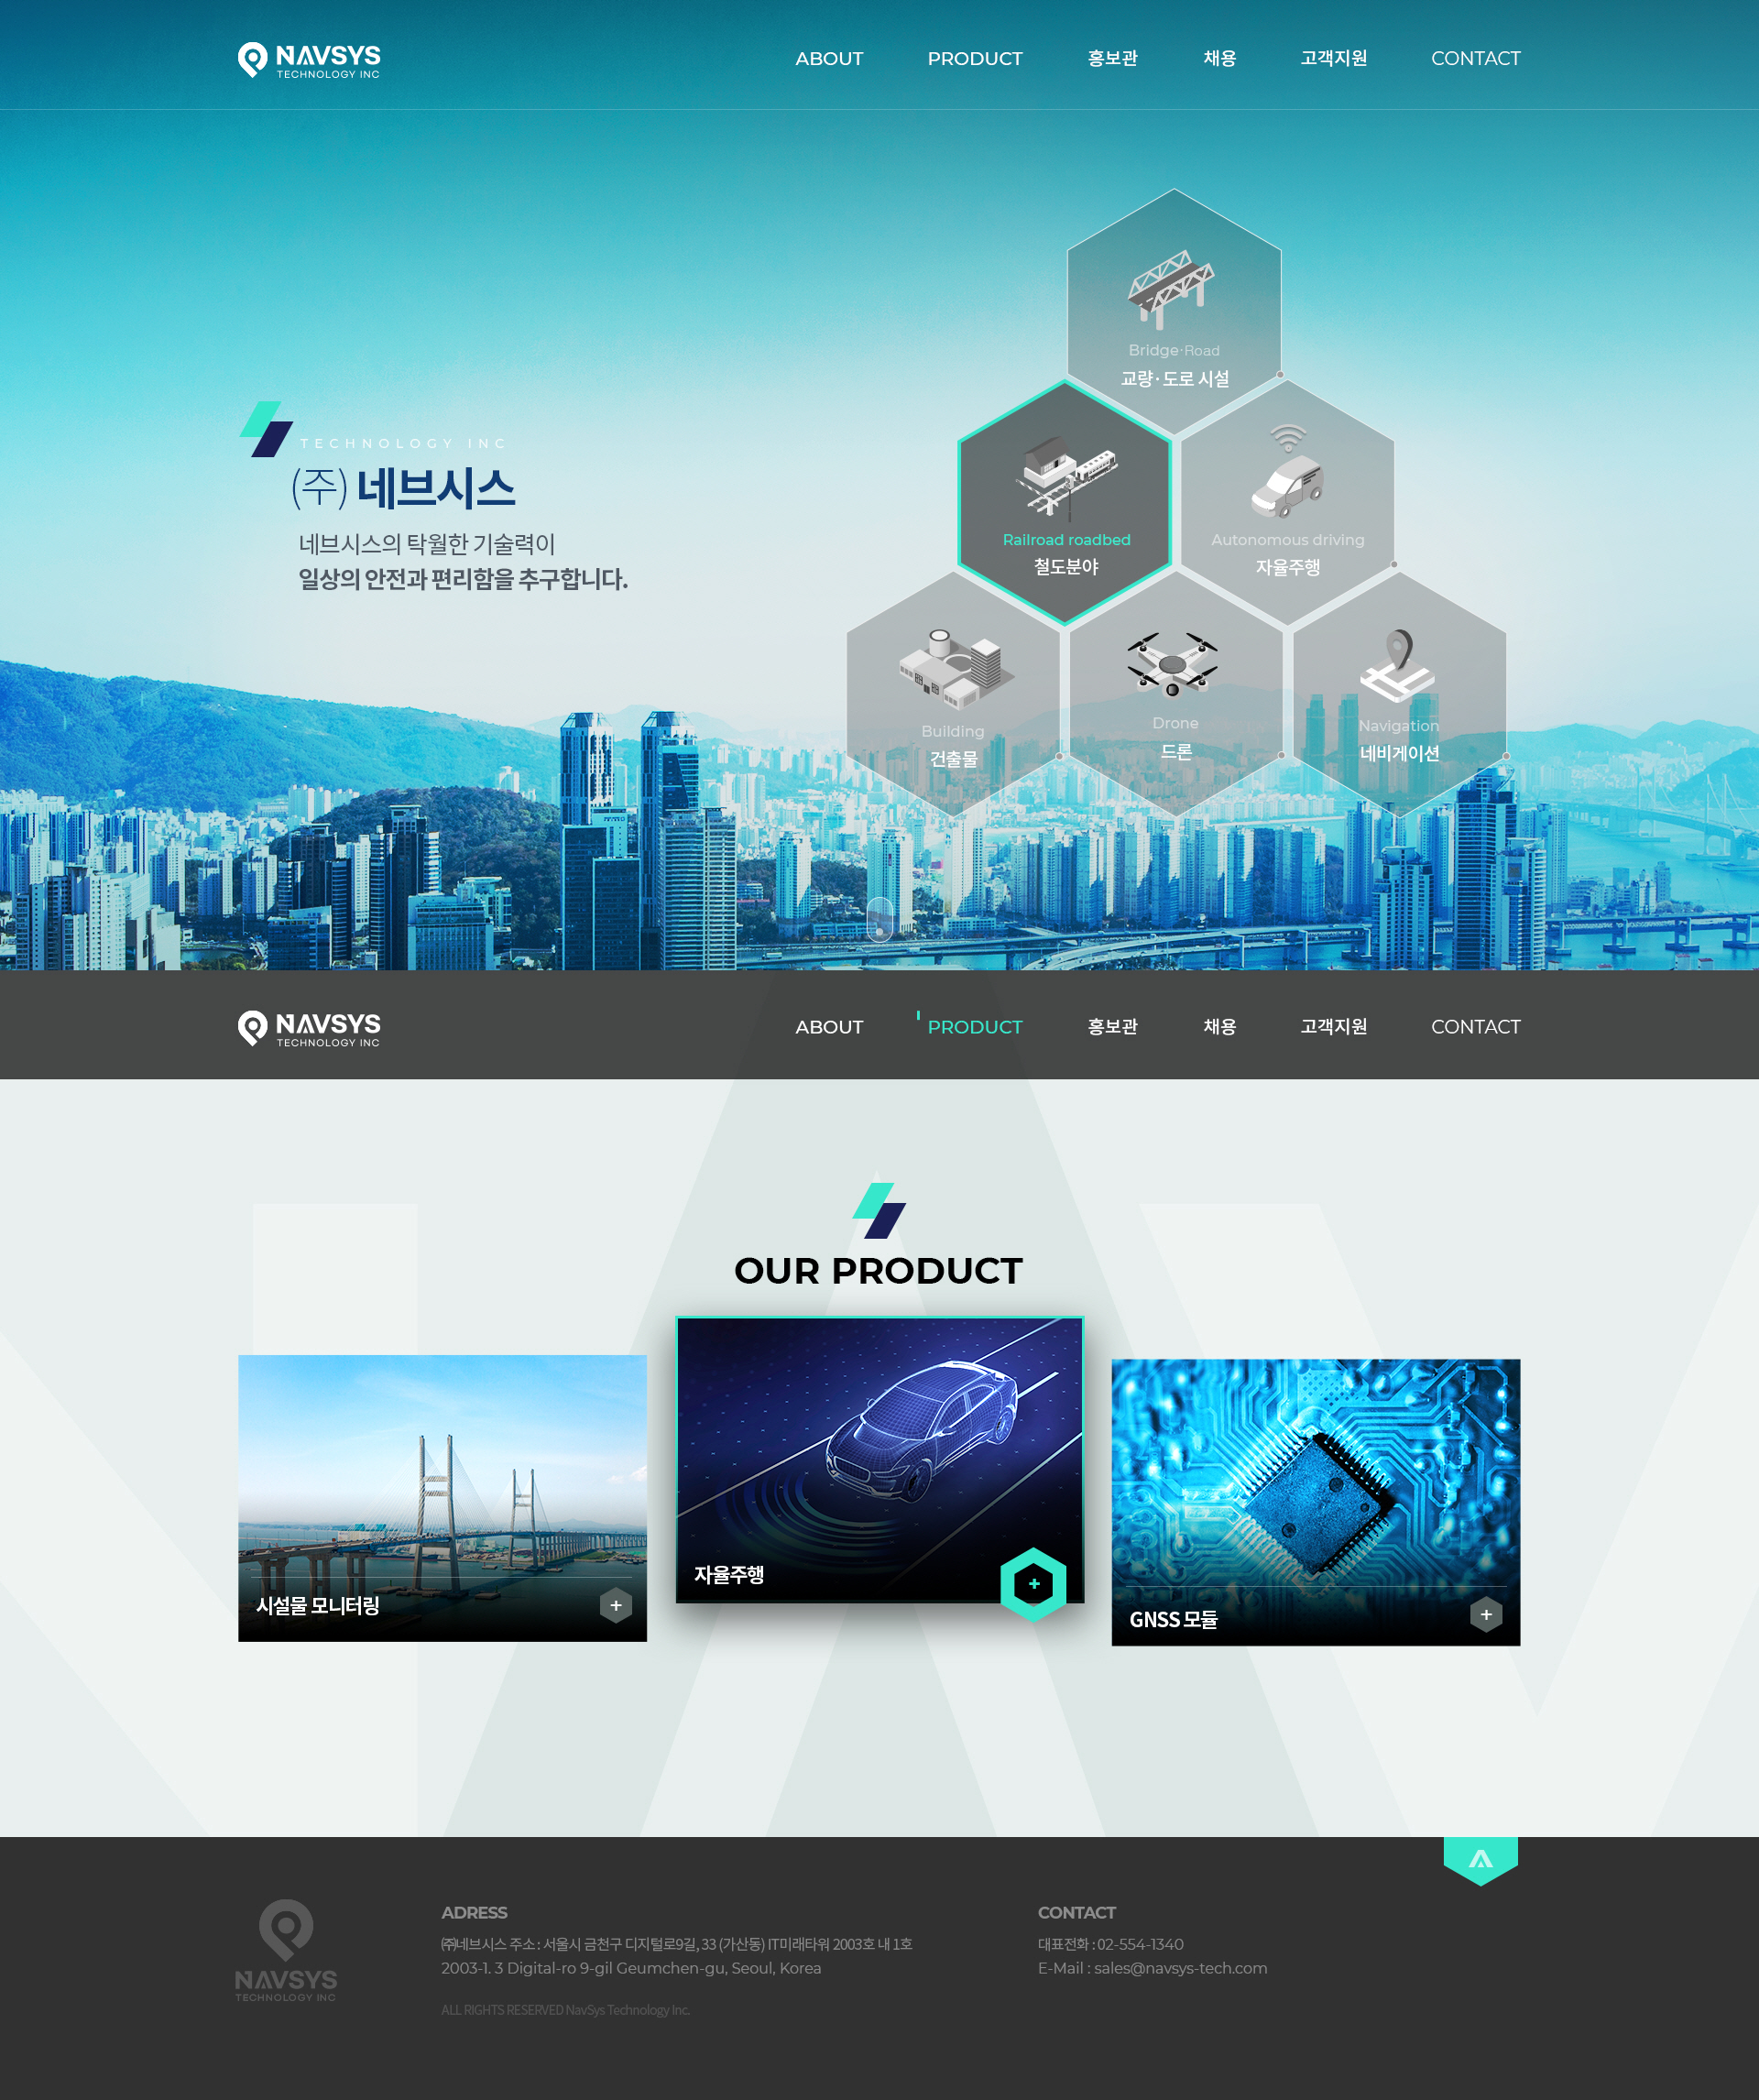 NAVSYS
TECHNOLOGY INC
ABOUT PRODUCT 홍보관 채용 고객지원 CONTACT
Bridge·Road
교량·도로 시설
TECHNOLOGY INC
(주) 네브시스
네브시스의 탁월한 기술력이
일상의 안전과 편리함을 추구합니다.
Railroad roadbed
철도분야
Autonomous driving
자율주행
Building
건출물
Drone
드론
Navigation
네비게이션
NAVSYS
TECHNOLOGY INC
ABOUT PRODUCT 홍보관 채용 고객지원 CONTACT
OUR PRODUCT
시설물 모니터링
+
자율주행
+
GNSS 모듈
+
NAVSYS
TECHNOLOGY INC
ADRESS
㈜네브시스 주소 : 서울시 금천구 디지털로9길, 33 (가산동) IT미래타워 2003호 내 1호
2003-1. 3 Digital-ro 9-gil Geumchen-gu, Seoul, Korea
ALL RIGHTS RESERVED NavSys Technology Inc.
CONTACT
대표전화 : 02-554-1340
E-Mail : sales@navsys-tech.com